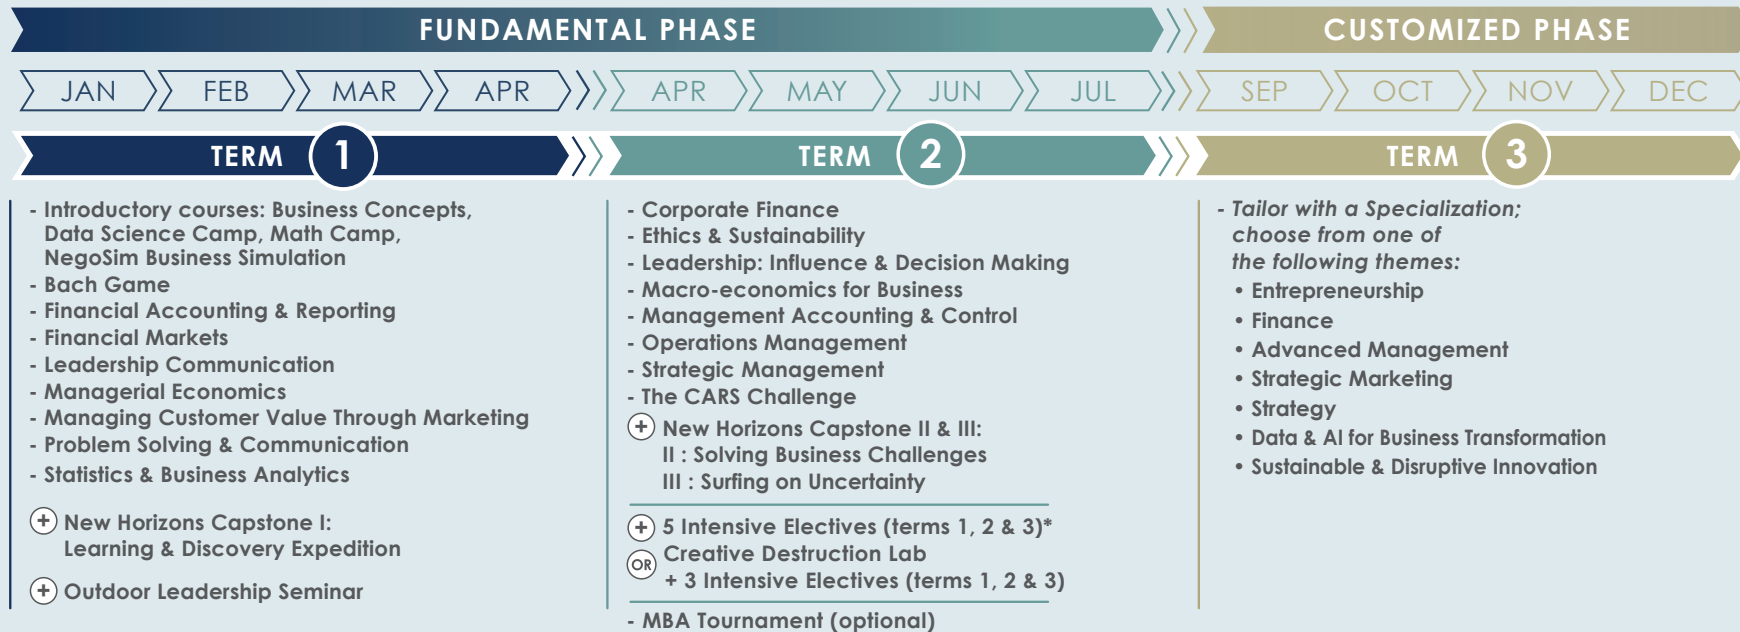 FUNDAMENTAL PHASE
CUSTOMIZED PHASE
JAN FEB MAR APR APR MAY JUN JUL SEP OCT NOV DEC
TERM 1
TERM 2
TERM 3
- Introductory courses: Business Concepts,
Data Science Camp, Math Camp,
NegoSim Business Simulation
- Bach Game
- Financial Accounting & Reporting
- Financial Markets
- Leadership Communication
- Managerial Economics
- Managing Customer Value Through Marketing
- Problem Solving & Communication
- Statistics & Business Analytics
+ New Horizons Capstone I:
Learning & Discovery Expedition
+ Outdoor Leadership Seminar
- Corporate Finance
- Ethics & Sustainability
- Leadership: Influence & Decision Making
- Macro-economics for Business
- Management Accounting & Control
- Operations Management
- Strategic Management
- The CARS Challenge
+ New Horizons Capstone II & III:
II : Solving Business Challenges
III : Surfing on Uncertainty
+ 5 Intensive Electives (terms 1, 2 & 3)*
OR Creative Destruction Lab
+ 3 Intensive Electives (terms 1, 2 & 3)
- MBA Tournament (optional)
- Tailor with a Specialization;
choose from one of
the following themes:
• Entrepreneurship
• Finance
• Advanced Management
• Strategic Marketing
• Strategy
• Data & AI for Business Transformation
• Sustainable & Disruptive Innovation